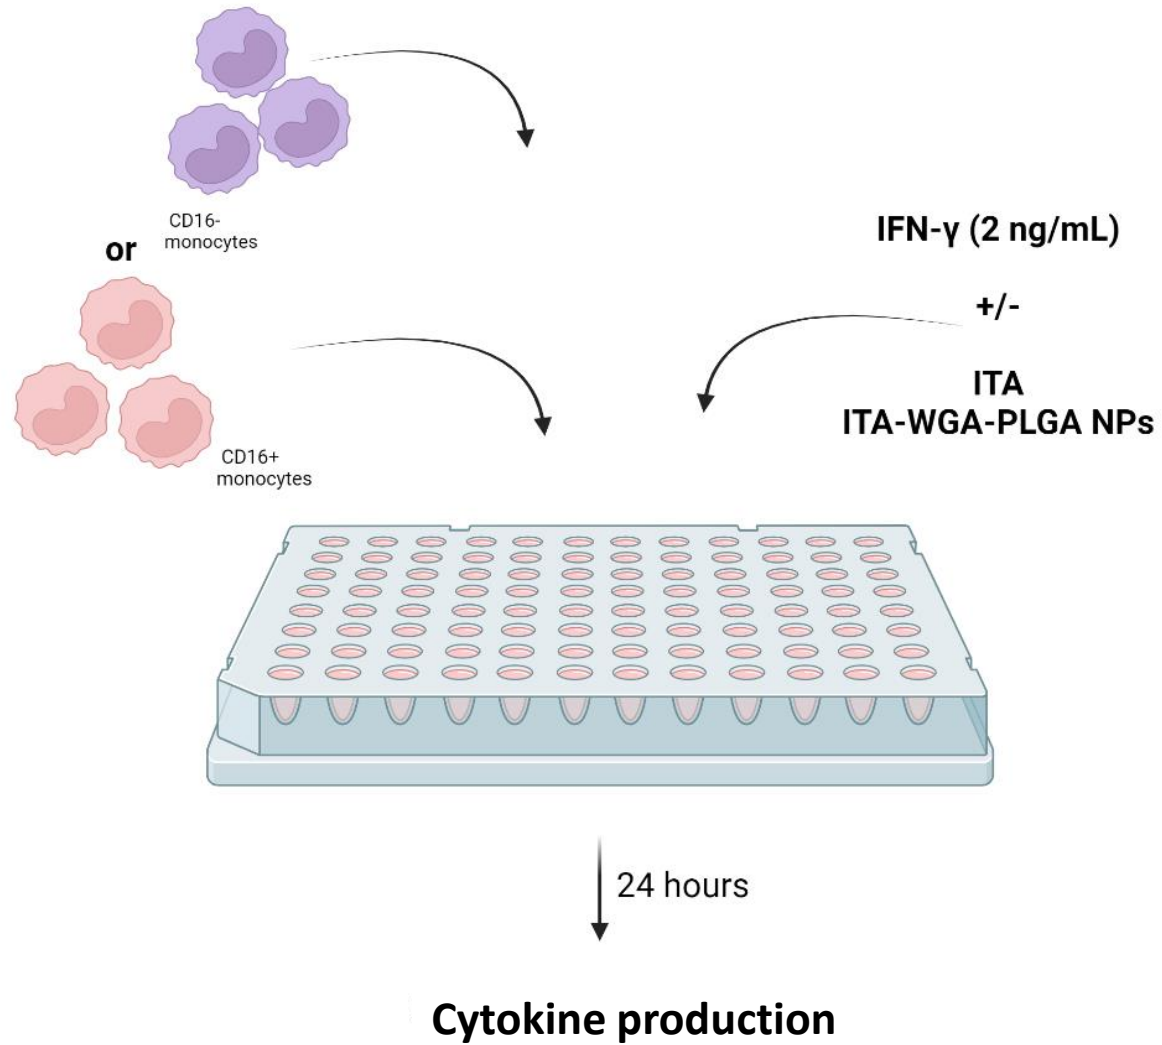 CD16-
monocytes
or
CD16+
monocytes
IFN-γ (2 ng/mL)
+/-
ITA
ITA-WGA-PLGA NPs
24 hours
Cytokine production